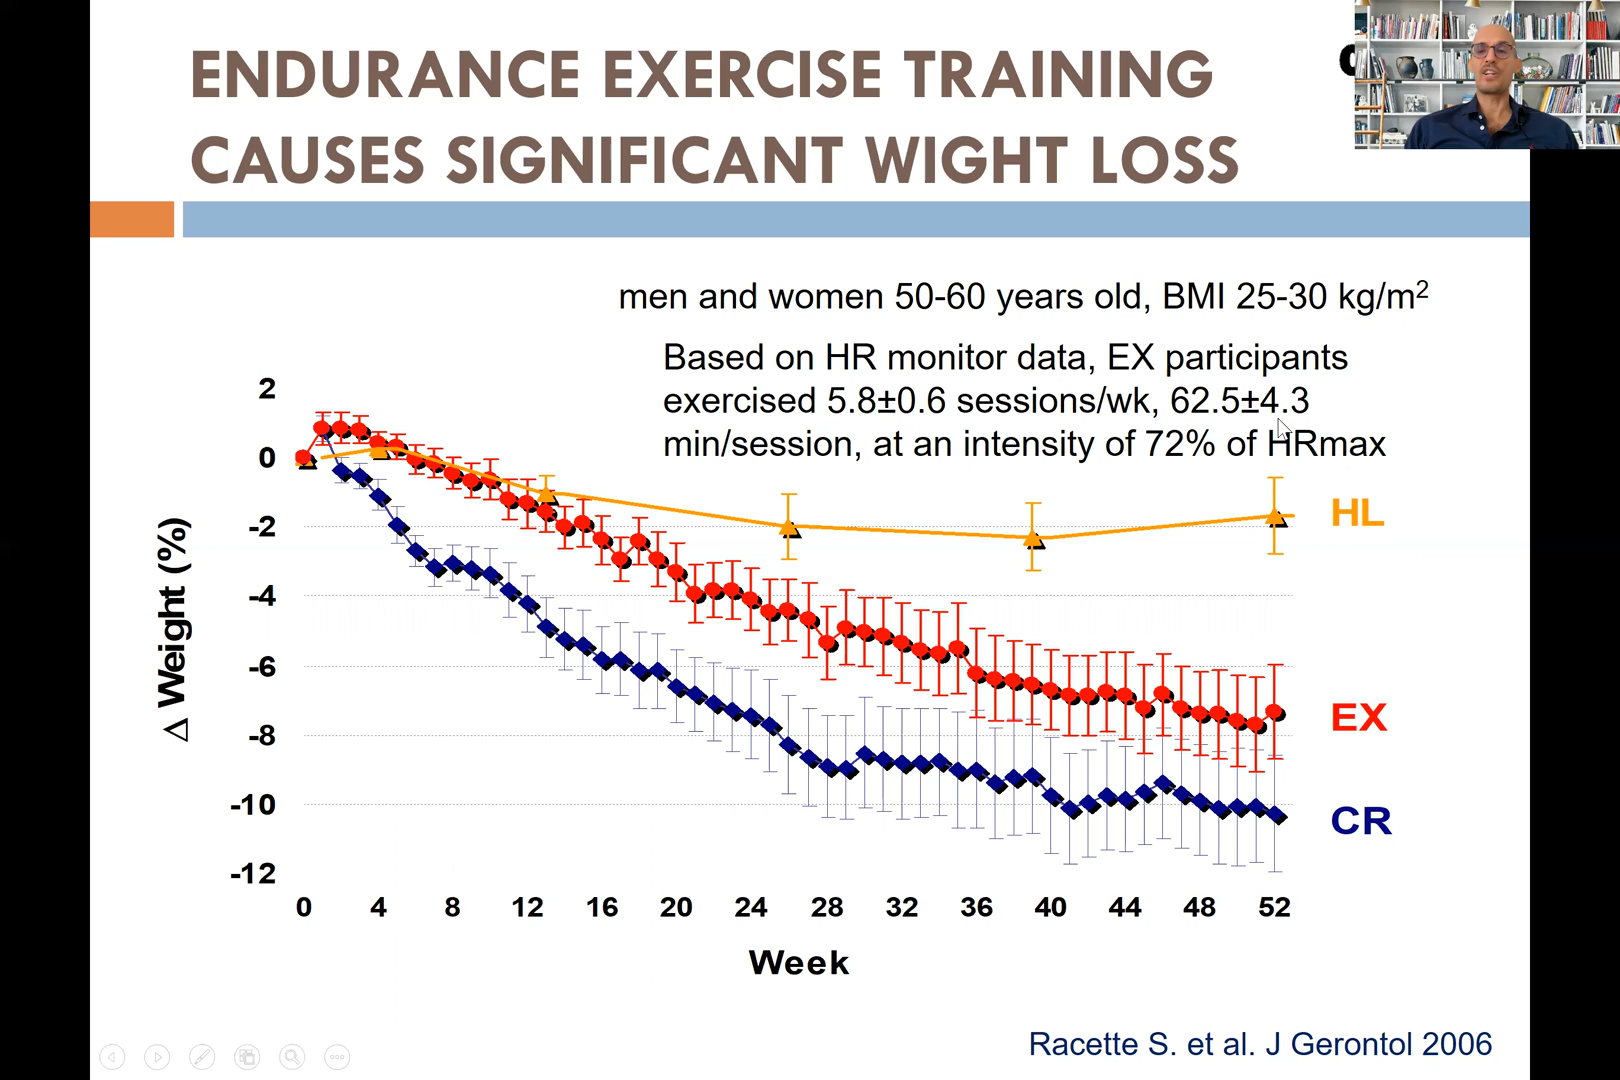 ENDURANCE EXERCISE TRAINING
CAUSES SIGNIFICANT WIGHT LOSS
men and women 50-60 years old, BMI 25-30 kg/m²
Based on HR monitor data, EX participants
exercised 5.8±0.6 sessions/wk, 62.5±4.3
min/session, at an intensity of 72% of HRmax
2
0
-2
-4
-6
-8
-10
-12
Δ Weight (%)
HL
EX
CR
0 4 8 12 16 20 24 28 32 36 40 44 48 52
Week
Racette S. et al. J Gerontol 2006